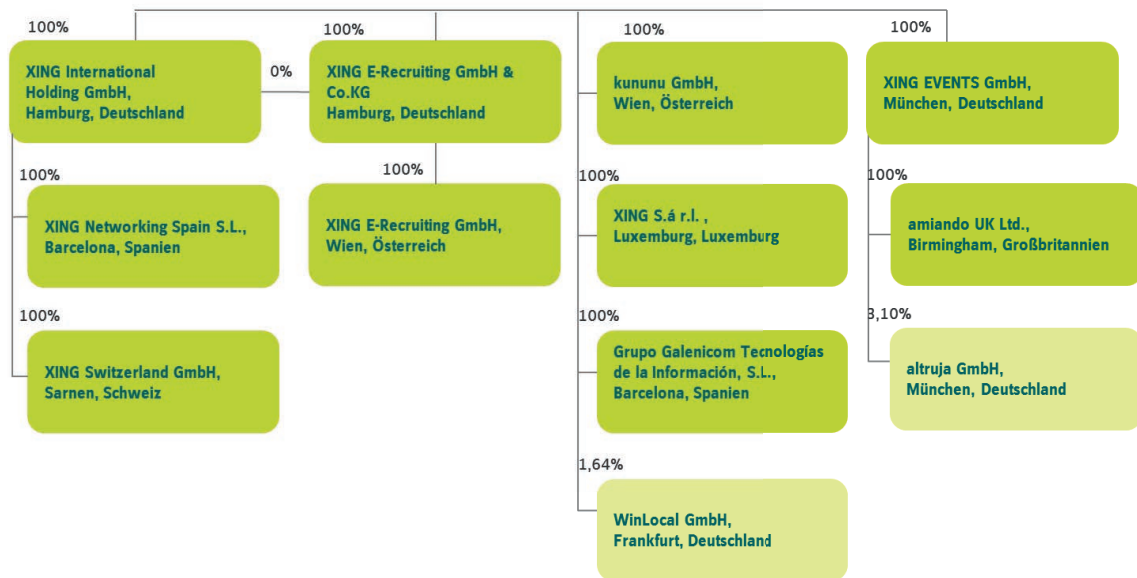 100%
XING International
Holding GmbH,
Hamburg, Deutschland
0%
100%
XING E-Recruiting GmbH &
Co.KG
Hamburg, Deutschland
100%
kununu GmbH,
Wien, Österreich
100%
XING EVENTS GmbH,
München, Deutschland
100%
XING Networking Spain S.L.,
Barcelona, Spanien
100%
XING E-Recruiting GmbH,
Wien, Österreich
100%
XING S.á r.l. ,
Luxemburg, Luxemburg
100%
amiando UK Ltd.,
Birmingham, Großbritannien
100%
XING Switzerland GmbH,
Sarnen, Schweiz
100%
Grupo Galenicom Tecnologías
de la Información, S.L.,
Barcelona, Spanien
3,10%
altruja GmbH,
München, Deutschland
1,64%
WinLocal GmbH,
Frankfurt, Deutschland